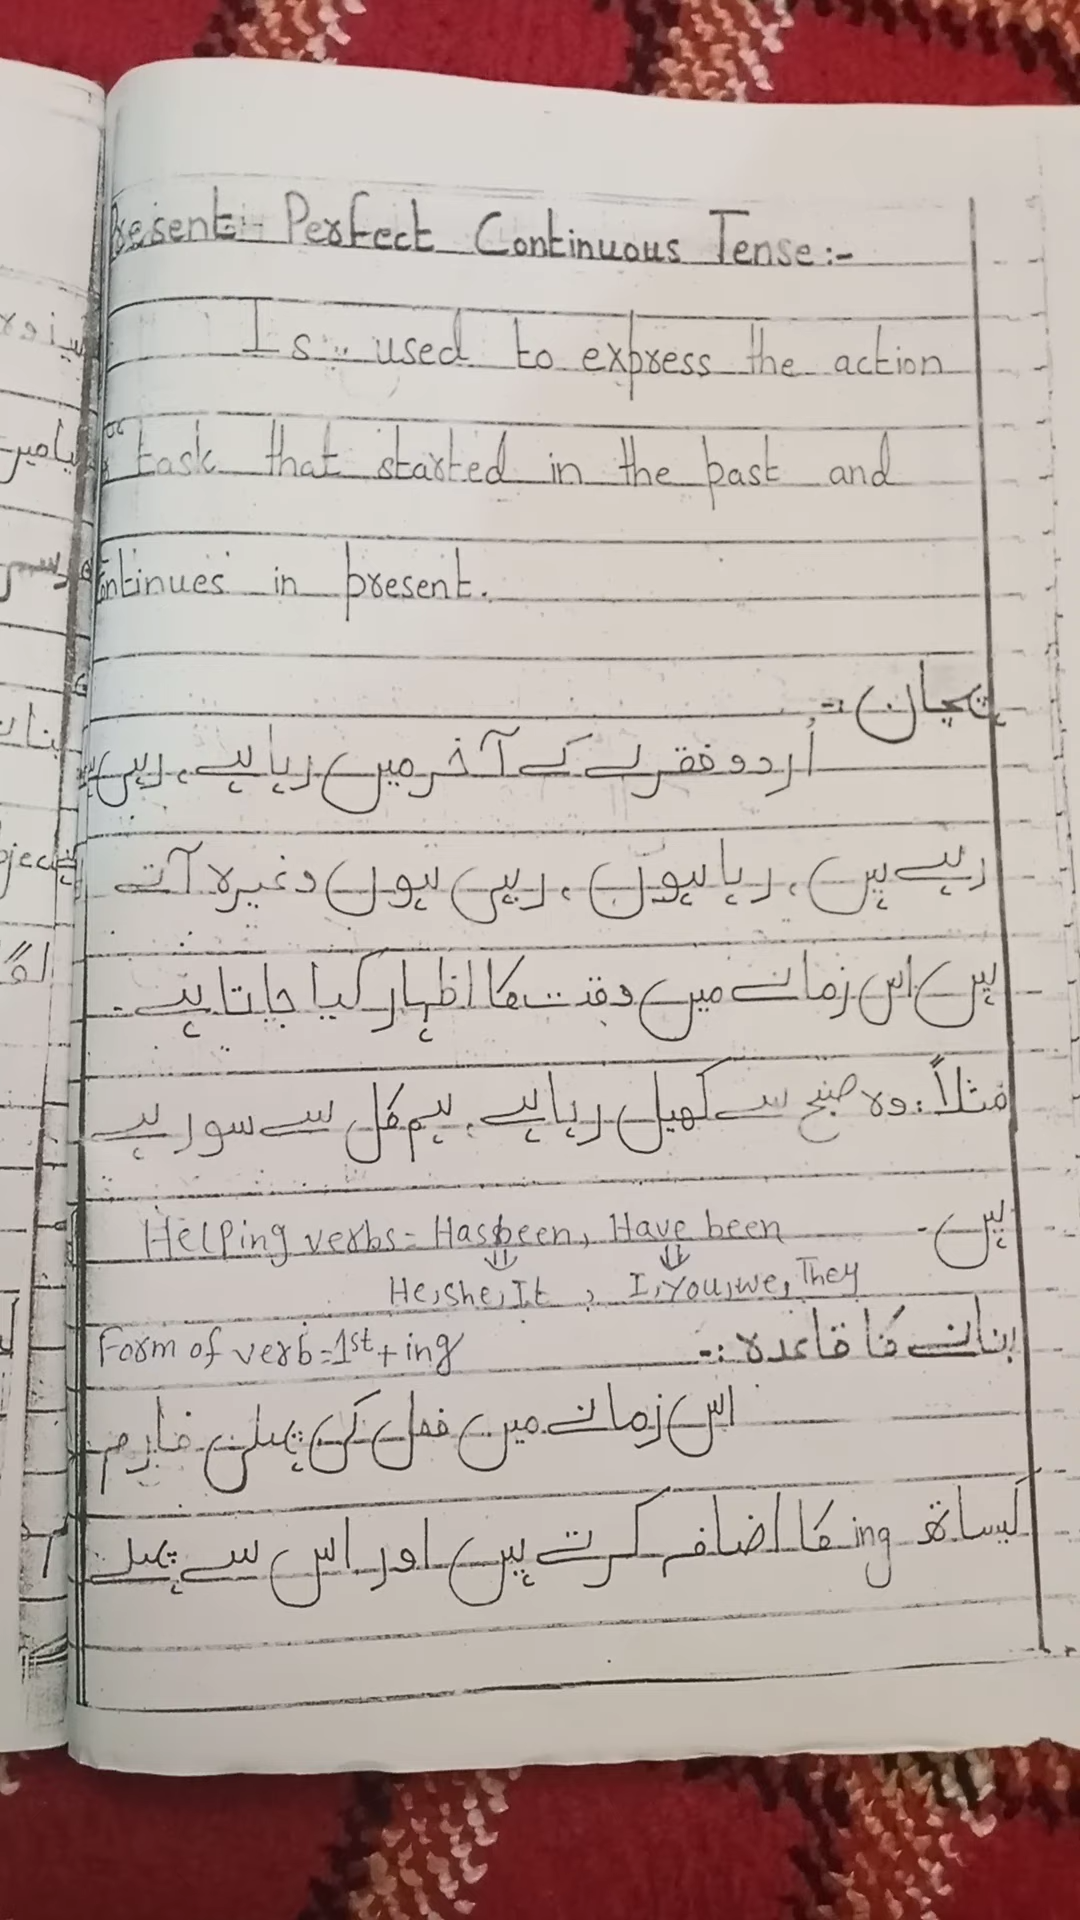 Present:- Perfect Continuous Tense:-
Is used to express the action
or task that started in the past and
continues in present.
پہچان:-
اُردو فقرے کے آخر میں رہا ہے، رہی ہے
رہے ہیں، رہا ہوں، رہی ہوں وغیرہ آتے
ہیں اس زمانے میں وقت کا اظہار کیا جاتا ہے۔
مثلاً: وہ صبح سے کھیل رہا ہے، ہم کل سے سو رہے
ہیں۔
Helping verbs = Has been, Have been
⇓ ⇓
He, she, It , I, You, we, They
بنانے کا قاعدہ:-
Form of verb = 1st + ing
اس زمانے میں فعل کی پہلی فارم
کیساتھ ing کا اضافہ کرتے ہیں اور اس سے پہلے